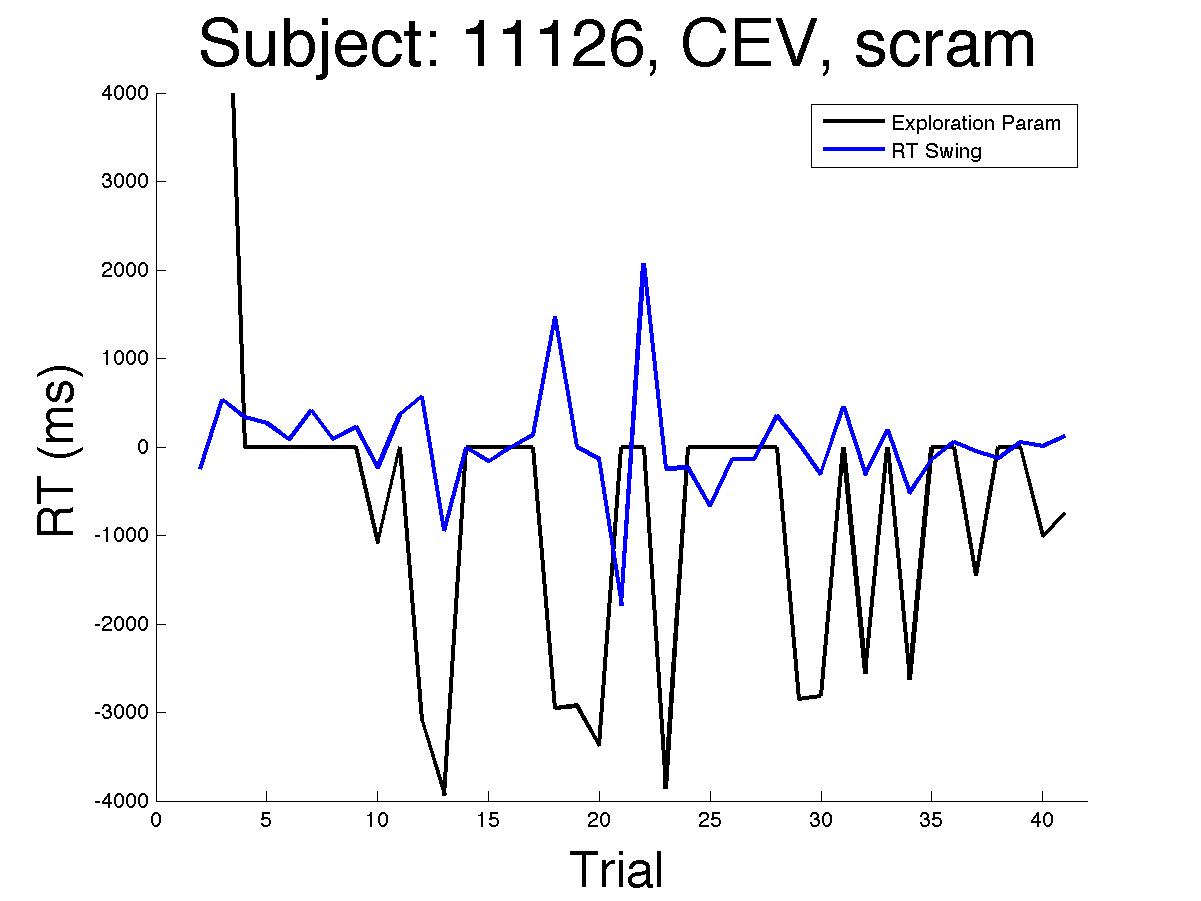 Subject: 11126, CEV, scram
Exploration Param
RT Swing
4000
3000
2000
1000
0
-1000
-2000
-3000
-4000
RT (ms)
0 5 10 15 20 25 30 35 40
Trial